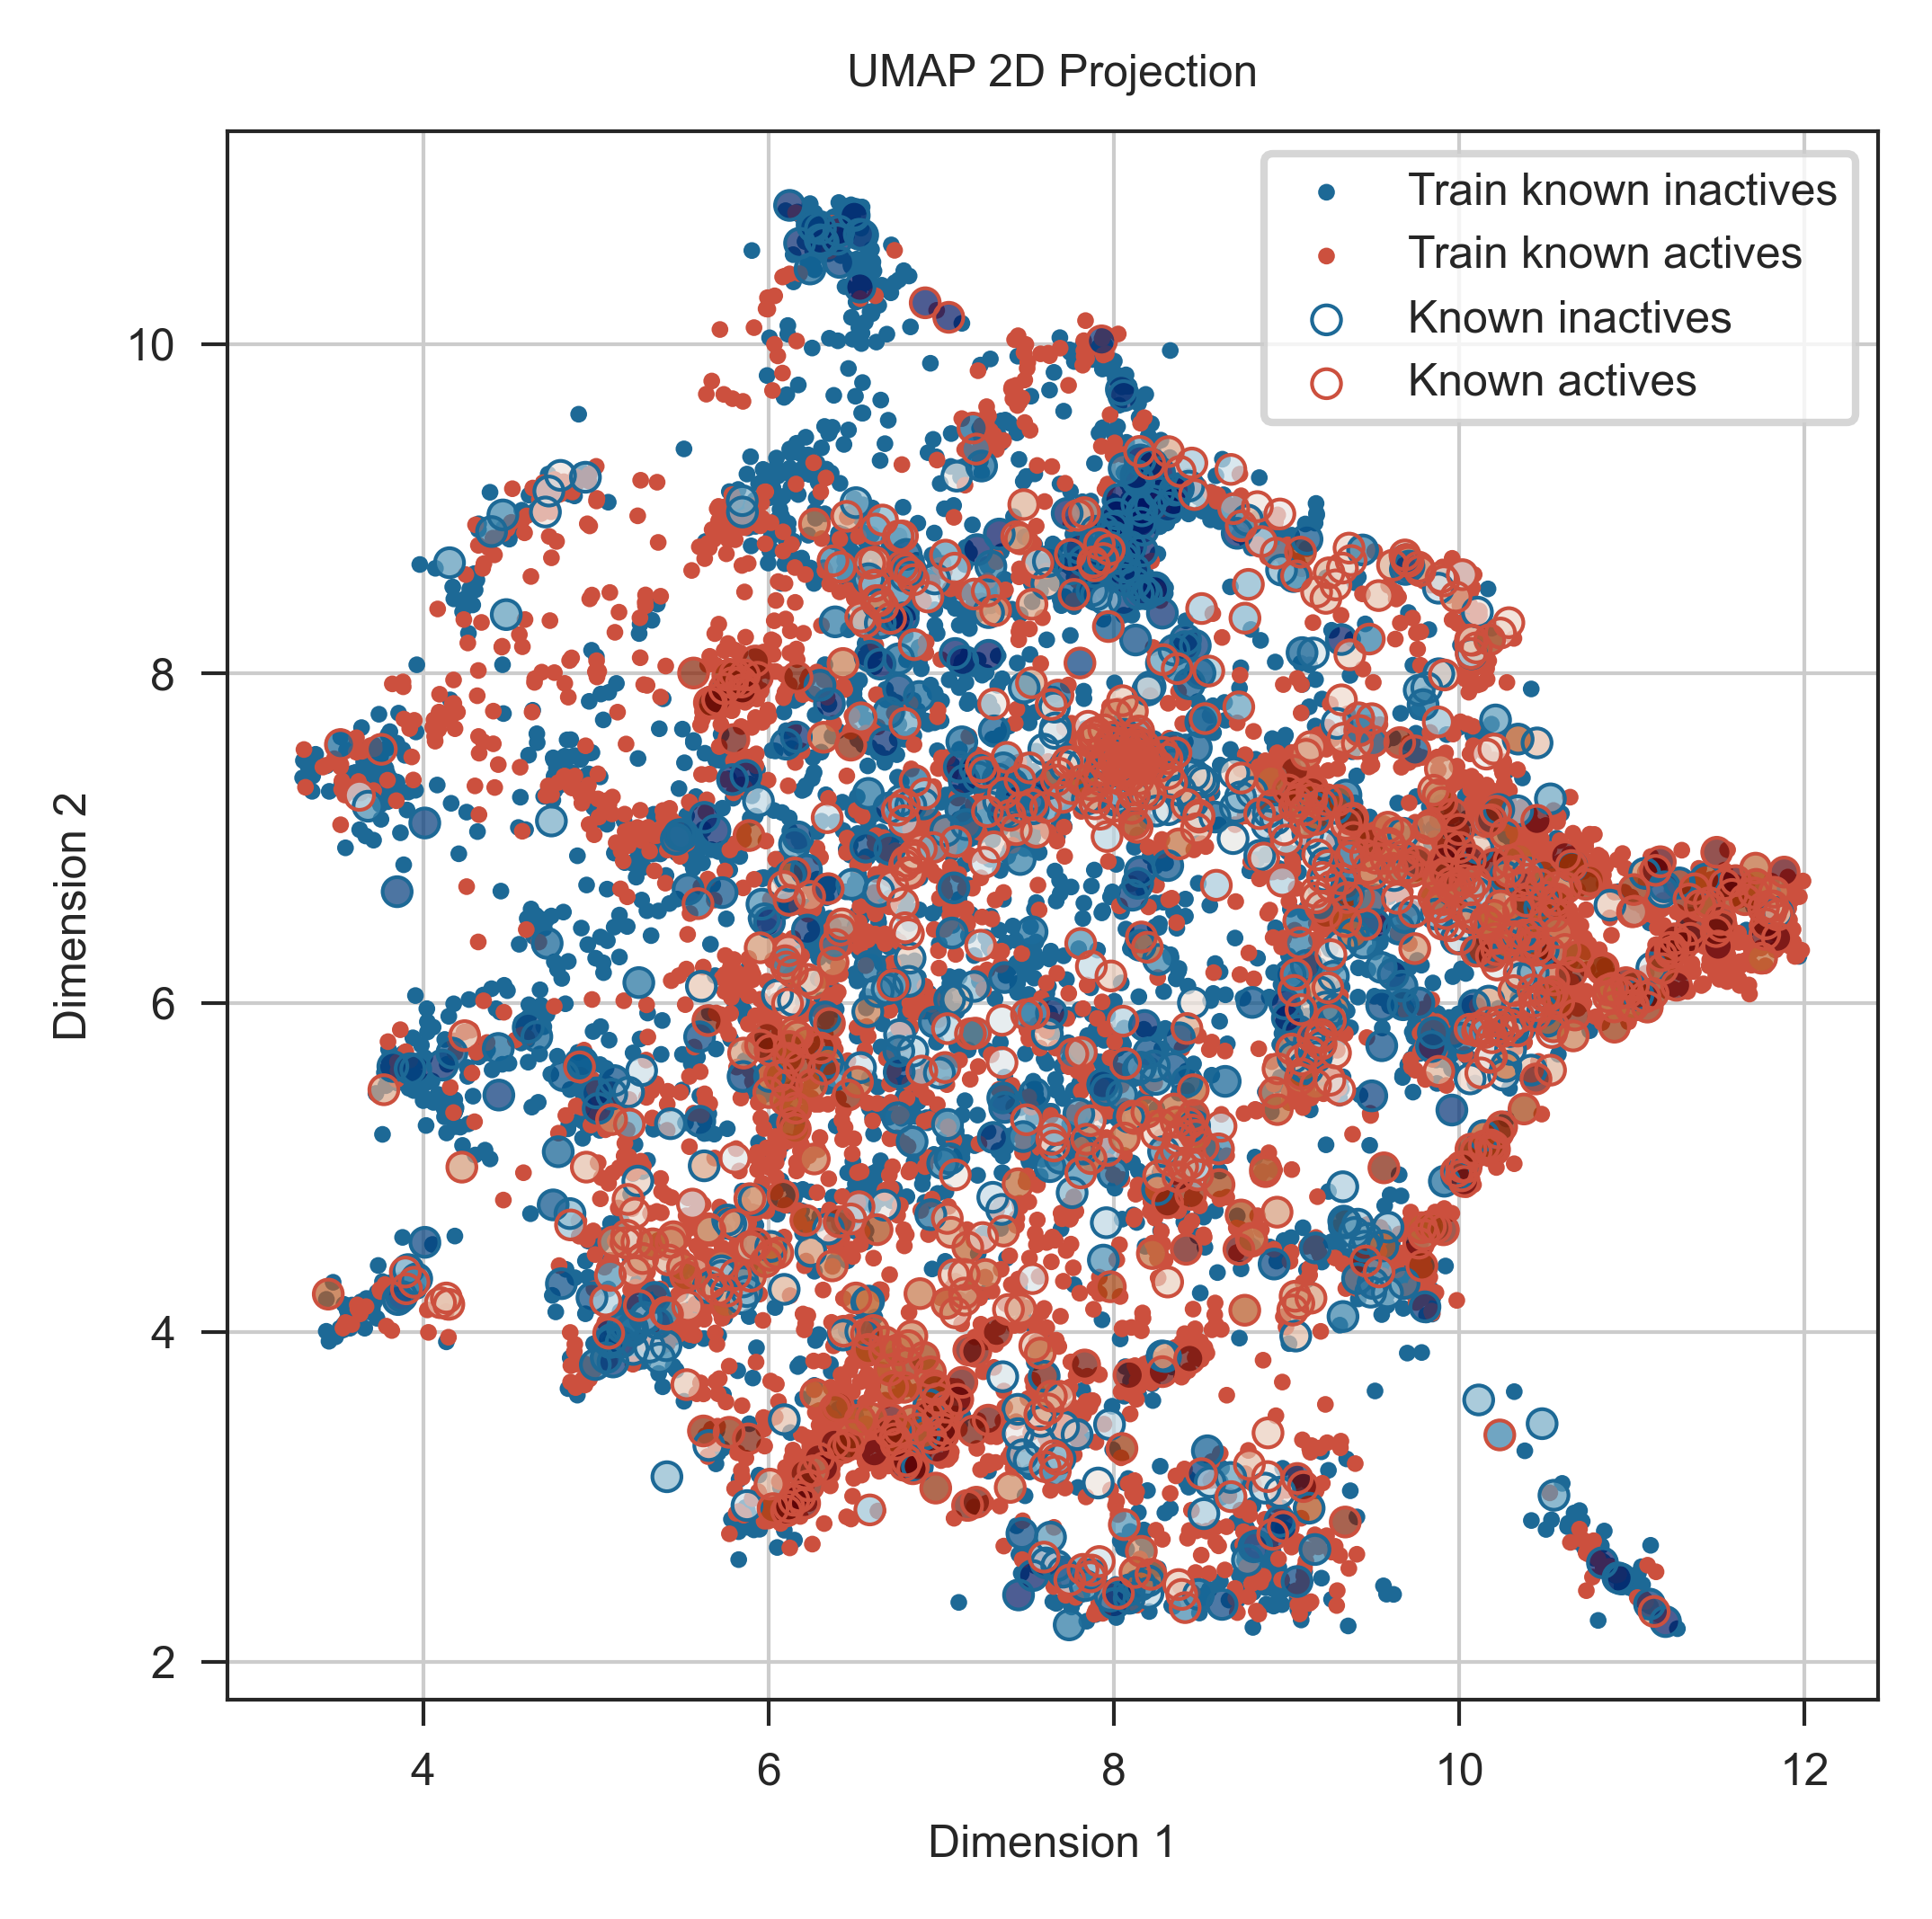 UMAP 2D Projection
Train known inactives
Train known actives
Known inactives
Known actives
10
8
6
4
2
Dimension 2
4 6 8 10 12
Dimension 1